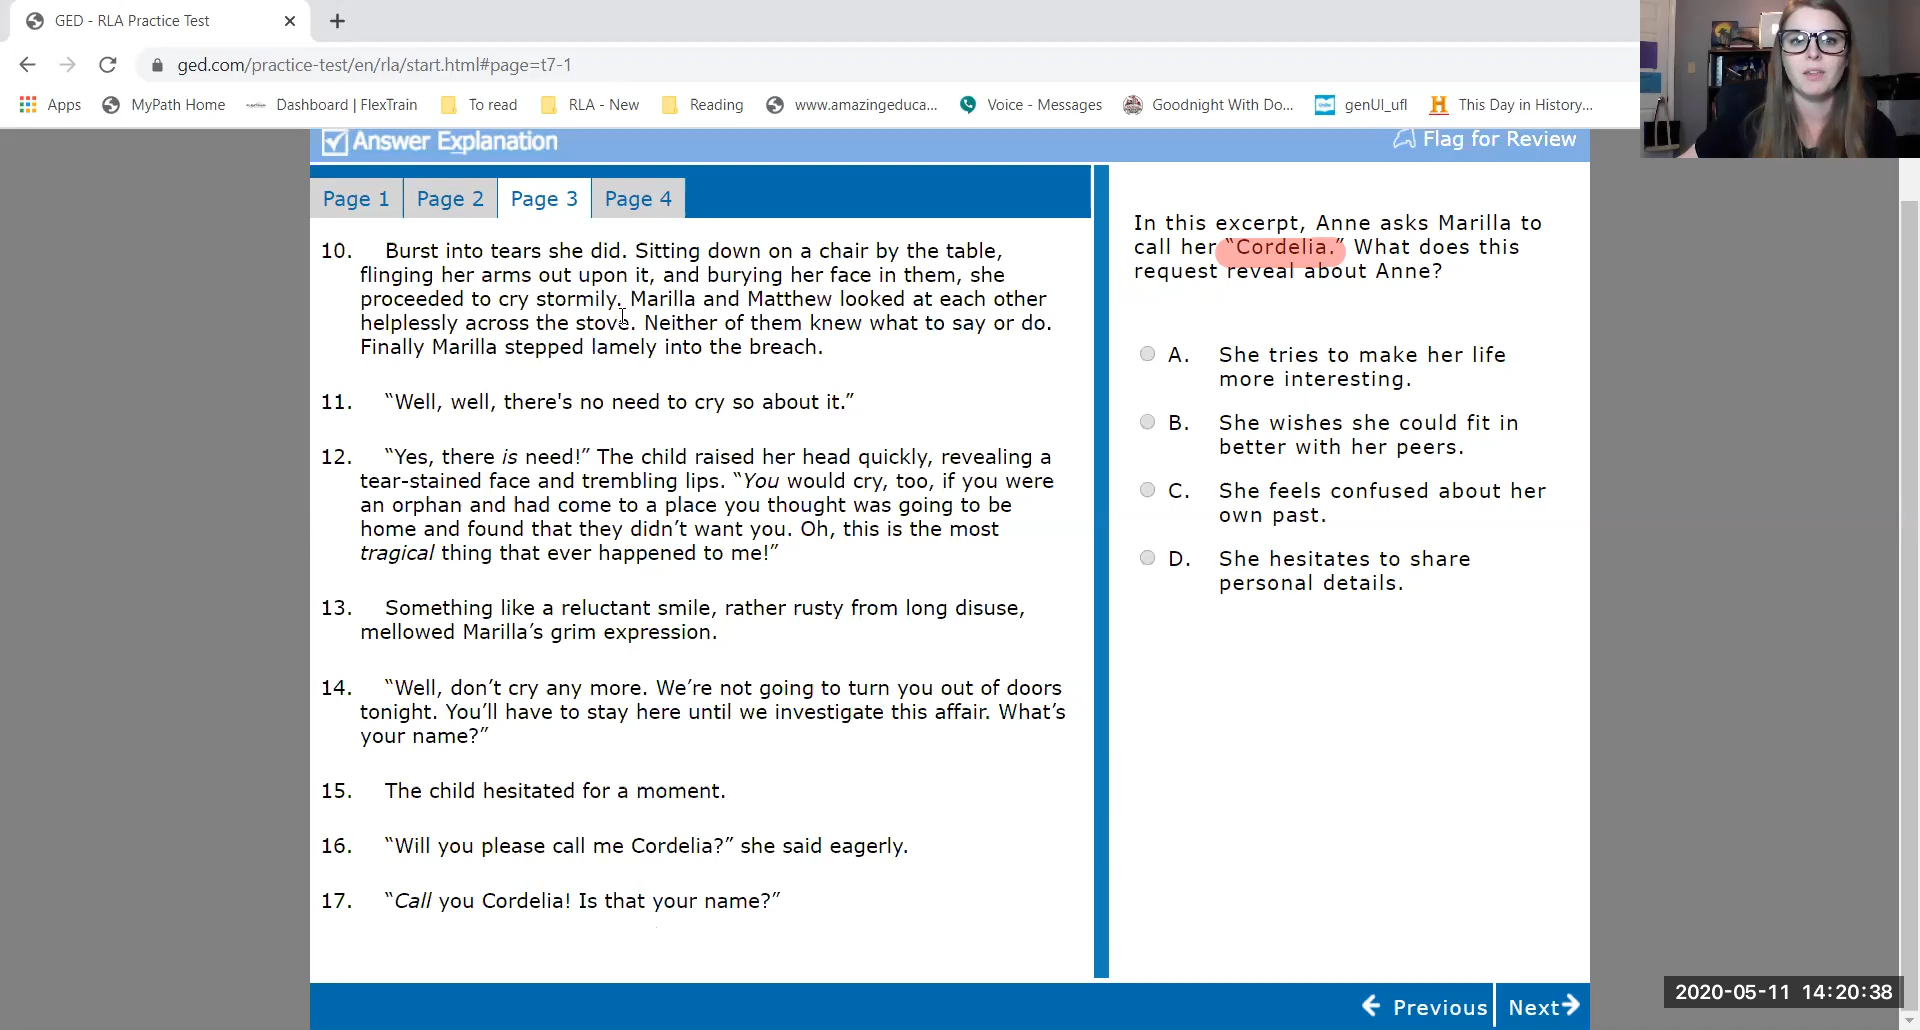 GED - RLA Practice Test
ged.com/practice-test/en/rla/start.html#page=t7-1
Apps MyPath Home Dashboard | FlexTrain To read RLA - New Reading www.amazingeduca... Voice - Messages Goodnight With Do... genUI_ufl This Day in History...
Answer Explanation Flag for Review
Page 1 Page 2 Page 3 Page 4
10. Burst into tears she did. Sitting down on a chair by the table,
flinging her arms out upon it, and burying her face in them, she
proceeded to cry stormily. Marilla and Matthew looked at each other
helplessly across the stove. Neither of them knew what to say or do.
Finally Marilla stepped lamely into the breach.
11. “Well, well, there's no need to cry so about it.”
12. “Yes, there is need!” The child raised her head quickly, revealing a
tear-stained face and trembling lips. “You would cry, too, if you were
an orphan and had come to a place you thought was going to be
home and found that they didn’t want you. Oh, this is the most
tragical thing that ever happened to me!”
13. Something like a reluctant smile, rather rusty from long disuse,
mellowed Marilla’s grim expression.
14. “Well, don’t cry any more. We’re not going to turn you out of doors
tonight. You’ll have to stay here until we investigate this affair. What’s
your name?”
15. The child hesitated for a moment.
16. “Will you please call me Cordelia?” she said eagerly.
17. “Call you Cordelia! Is that your name?”
In this excerpt, Anne asks Marilla to
call her “Cordelia.” What does this
request reveal about Anne?
A. She tries to make her life
more interesting.
B. She wishes she could fit in
better with her peers.
C. She feels confused about her
own past.
D. She hesitates to share
personal details.
Previous Next
2020-05-11 14:20:38